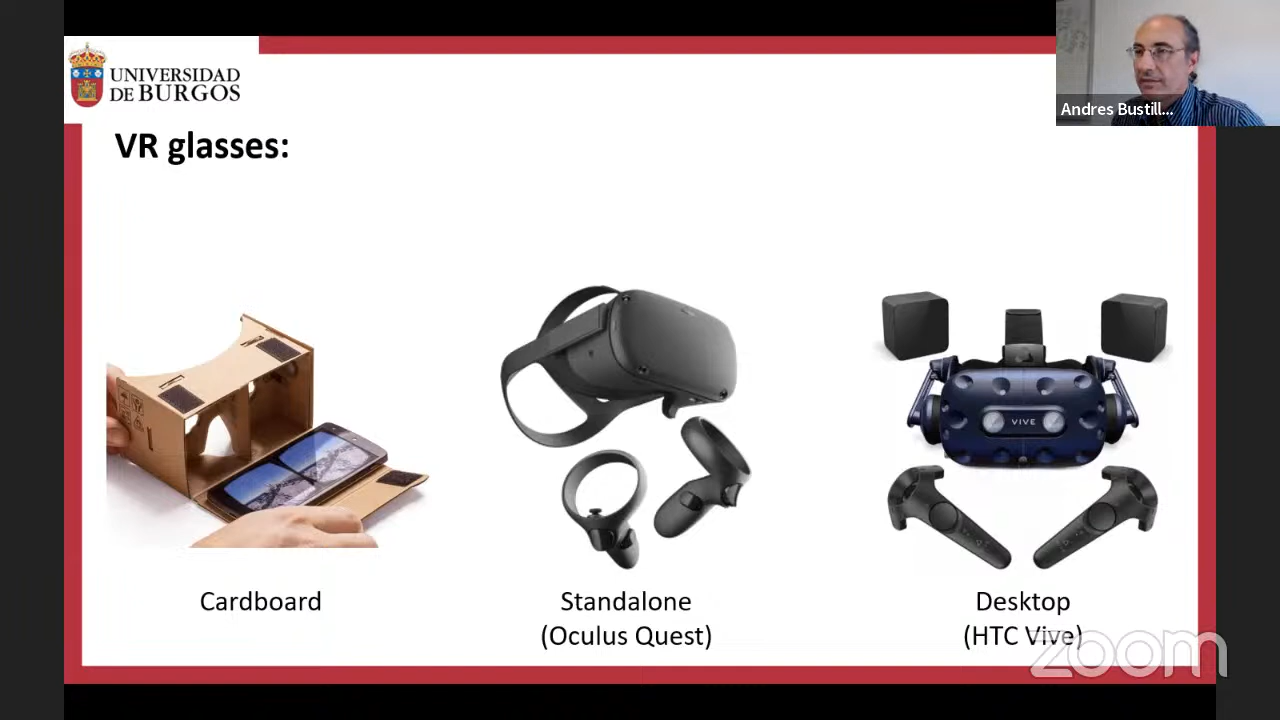 UNIVERSIDAD
DE BURGOS
Andres Bustill...
VR glasses:
VIVE
Cardboard
Standalone
(Oculus Quest)
Desktop
(HTC Vive)
zoom